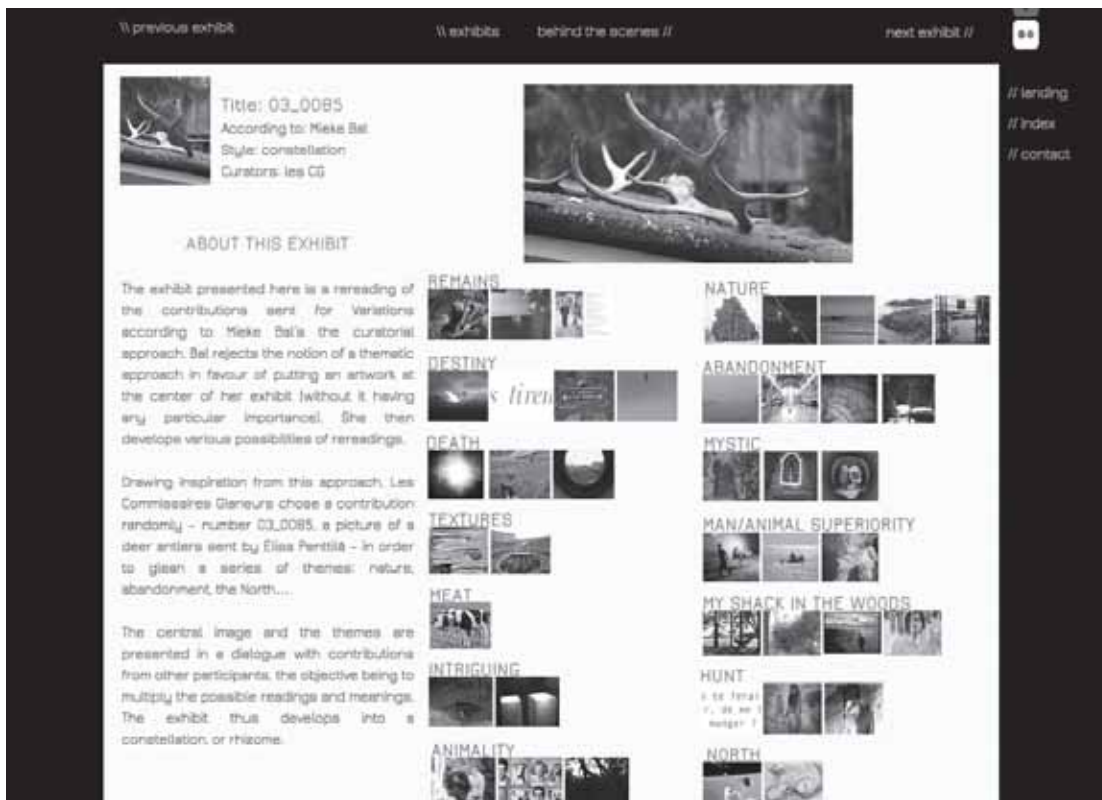 \\ previous exhibit
\\ exhibits
behind the scenes //
next exhibit //
// landing
// index
// contact
Title: 03_0085
According to: Mieke Bal
Style: constellation
Curators: les CG
ABOUT THIS EXHIBIT
The exhibit presented here is a rereading of
the contributions sent for Variations
according to Mieke Bal's the curatorial
approach. Bal rejects the notion of a thematic
approach in favour of putting an artwork at
the center of her exhibit (without it having
any particular importance). She then
develops various possibilities of rereadings.
Drawing inspiration from this approach, Les
Commissaires Glaneurs chose a contribution
randomly – number 03_0085, a picture of a
deer antlers sent by Elisa Penttilä – in order
to glean a series of themes: nature,
abandonment, the North....
The central image and the themes are
presented in a dialogue with contributions
from other participants, the objective being to
multiply the possible readings and meanings.
The exhibit thus develops into a
constellation, or rhizome.
REMAINS
DESTINY
DEATH
TEXTURES
MEAT
INTRIGUING
ANIMALITY
NATURE
ABANDONMENT
MYSTIC
MAN/ANIMAL SUPERIORITY
MY SHACK IN THE WOODS
HUNT
manger ?
NORTH